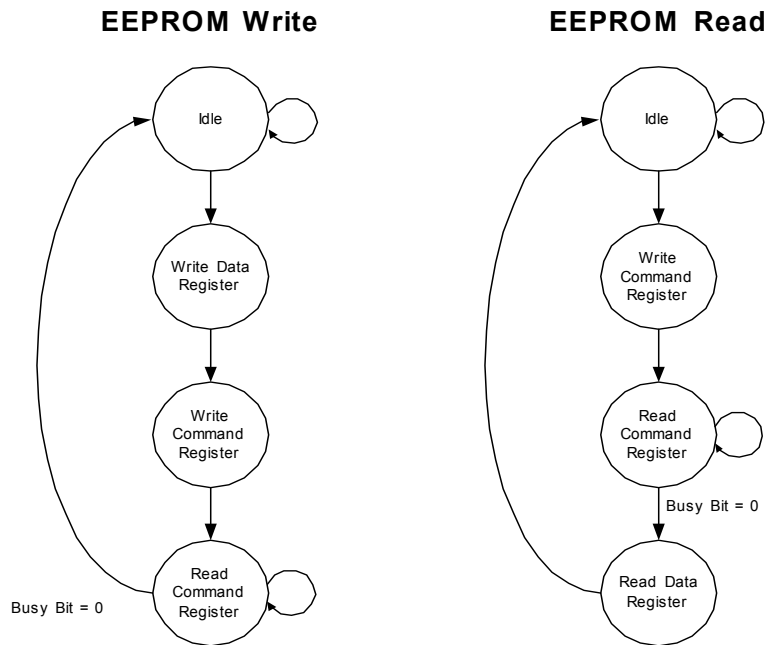 EEPROM Write
Idle
Write Data
Register
Write
Command
Register
Read
Command
Register
Busy Bit = 0
EEPROM Read
Idle
Write
Command
Register
Read
Command
Register
Busy Bit = 0
Read Data
Register